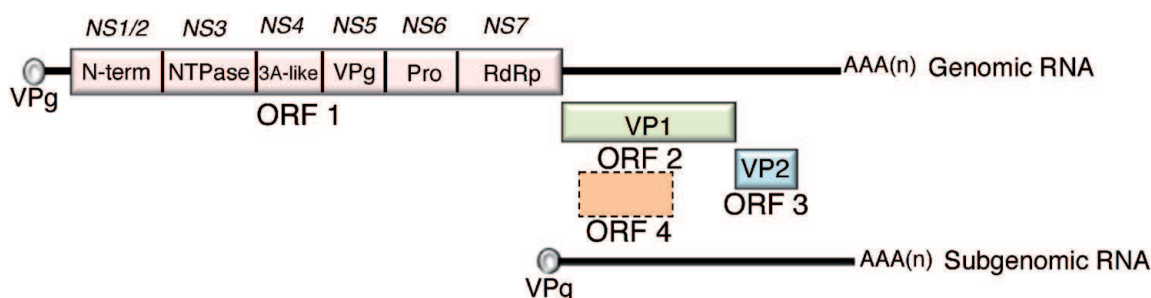 NS1/2 NS3 NS4 NS5 NS6 NS7
N-term NTPase 3A-like VPg Pro RdRp
AAA(n) Genomic RNA
VPg
ORF 1
VP1
ORF 2
VP2
ORF 3
ORF 4
AAA(n) Subgenomic RNA
VPg